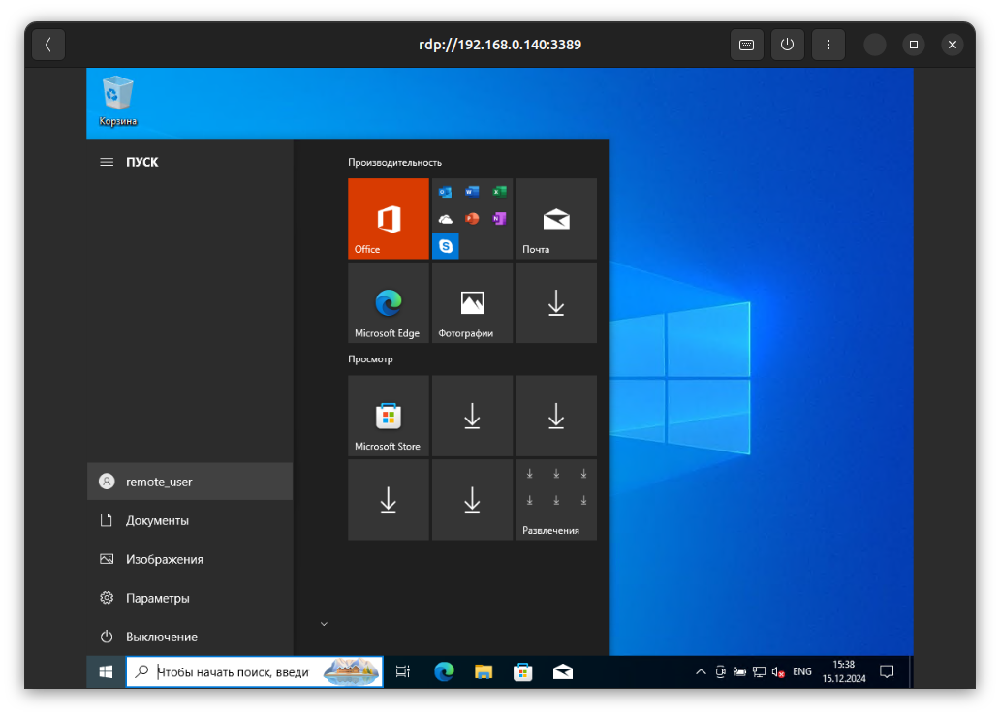 rdp://192.168.0.140:3389
Корзина
ПУСК
Производительность
Office
Почта
Microsoft Edge
Фотографии
Просмотр
Microsoft Store
Развлечения
remote_user
Документы
Изображения
Параметры
Выключение
Чтобы начать поиск, введи
ENG
15:38
15.12.2024